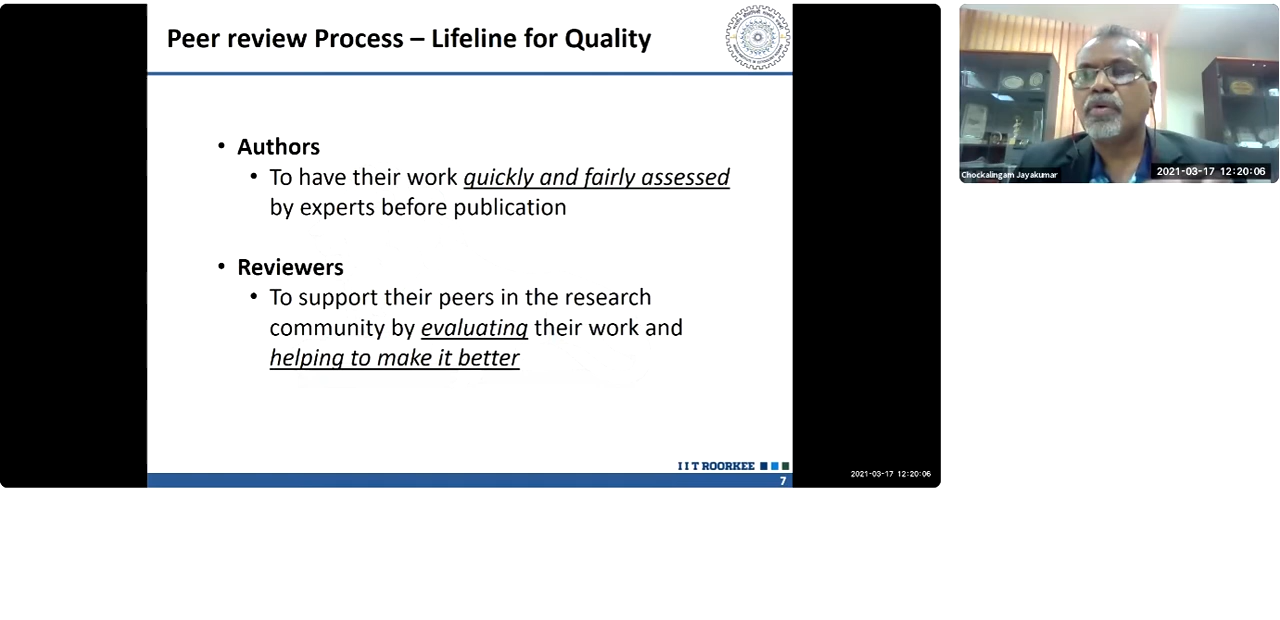 Peer review Process – Lifeline for Quality
• Authors
• To have their work quickly and fairly assessed
by experts before publication
• Reviewers
• To support their peers in the research
community by evaluating their work and
helping to make it better
I I T ROORKEE
7
2021-03-17 12:20:06
Chockalingam Jayakumar
2021-03-17 12:20:06